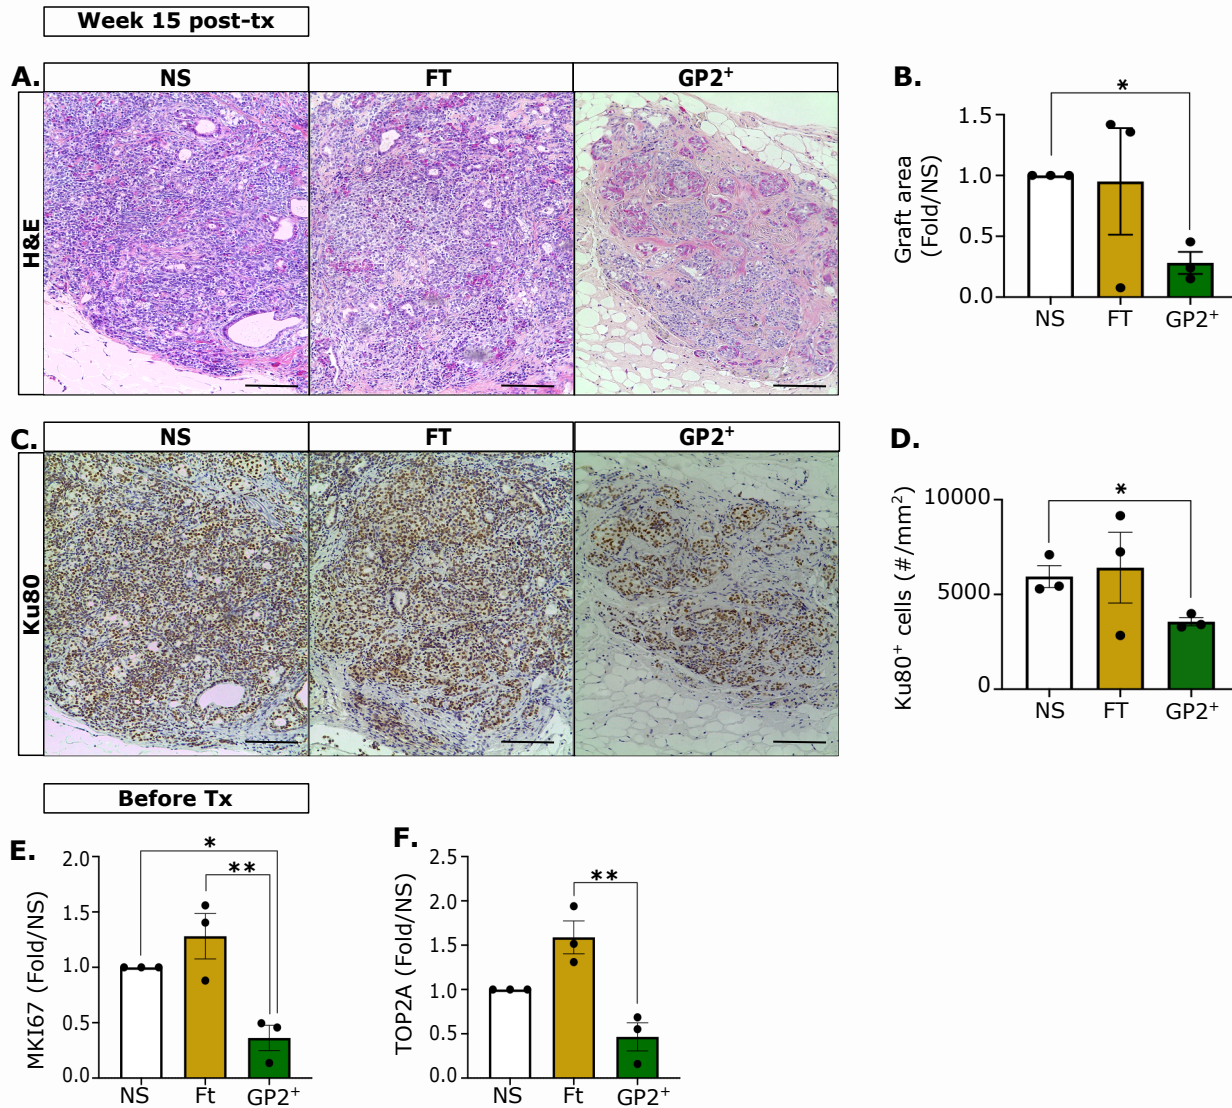 Week 15 post-tx
A.
NS
FT
GP2⁺
H&E
B.
*
Graft area
(Fold/NS)
1.5
1.0
0.5
0.0
NS
FT
GP2⁺
C.
NS
FT
GP2⁺
Ku80
D.
*
Ku80⁺ cells (#/mm²)
10000
5000
0
NS
FT
GP2⁺
Before Tx
E.
*
**
MKI67 (Fold/NS)
2.0
1.5
1.0
0.5
0.0
NS
Ft
GP2⁺
F.
**
TOP2A (Fold/NS)
2.5
2.0
1.5
1.0
0.5
0.0
NS
Ft
GP2⁺